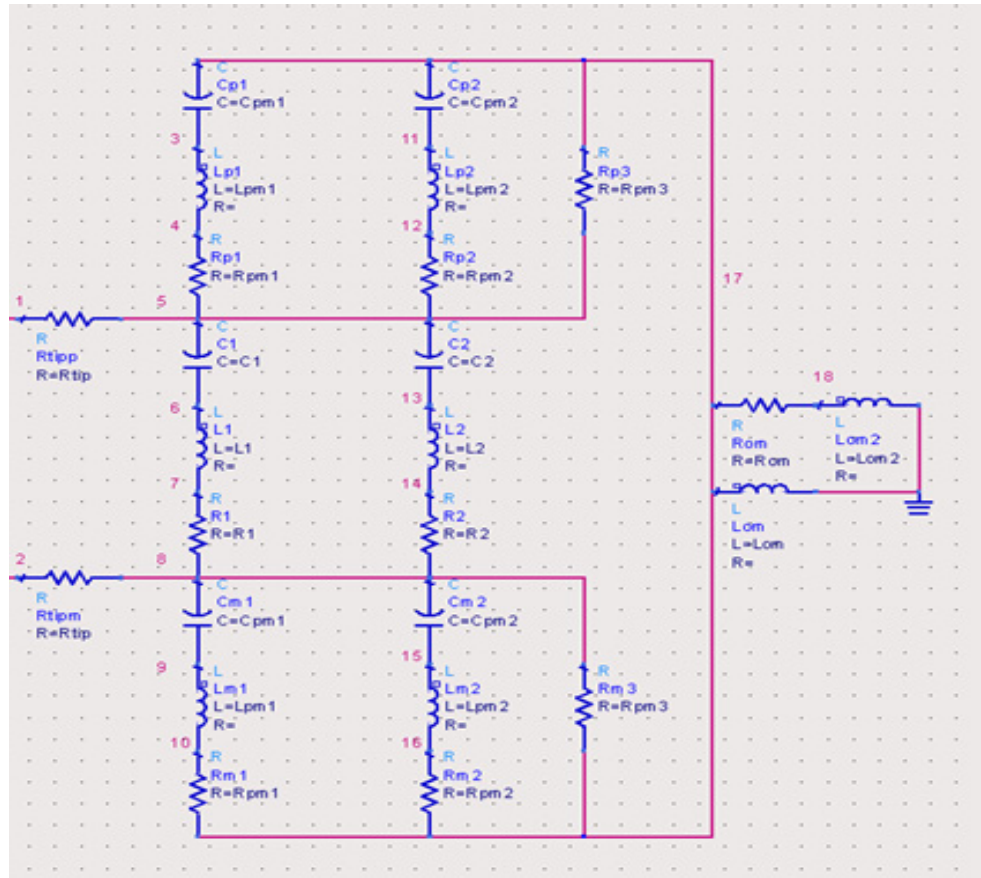 C
Cp1
C=Cpm1
3
L
Lp1
L=Lpm1
R=
4
R
Rp1
R=Rpm1
C
Cp2
C=Cpm2
11
L
Lp2
L=Lpm2
R=
12
R
Rp2
R=Rpm2
R
Rp3
R=Rpm3
17
1
R
Rtipp
R=Rtip
5
C
C1
C=C1
6
L
L1
L=L1
R=
7
R
R1
R=R1
C
C2
C=C2
13
L
L2
L=L2
R=
14
R
R2
R=R2
R
Rom
R=Rom
18
L
Lom2
L=Lom2
R=
L
Lom
L=Lom
R=
2
R
Rtipm
R=Rtip
8
C
Cm1
C=Cpm1
9
L
Lm1
L=Lpm1
R=
10
R
Rm1
R=Rpm1
C
Cm2
C=Cpm2
15
L
Lm2
L=Lpm2
R=
16
R
Rm2
R=Rpm2
R
Rm3
R=Rpm3